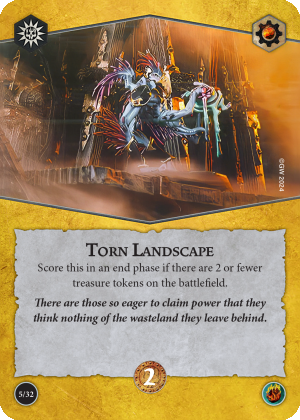 ©GW 2024
TORN LANDSCAPE
Score this in an end phase if there are 2 or fewer
treasure tokens on the battlefield.
There are those so eager to claim power that they
think nothing of the wasteland they leave behind.
2
5/32